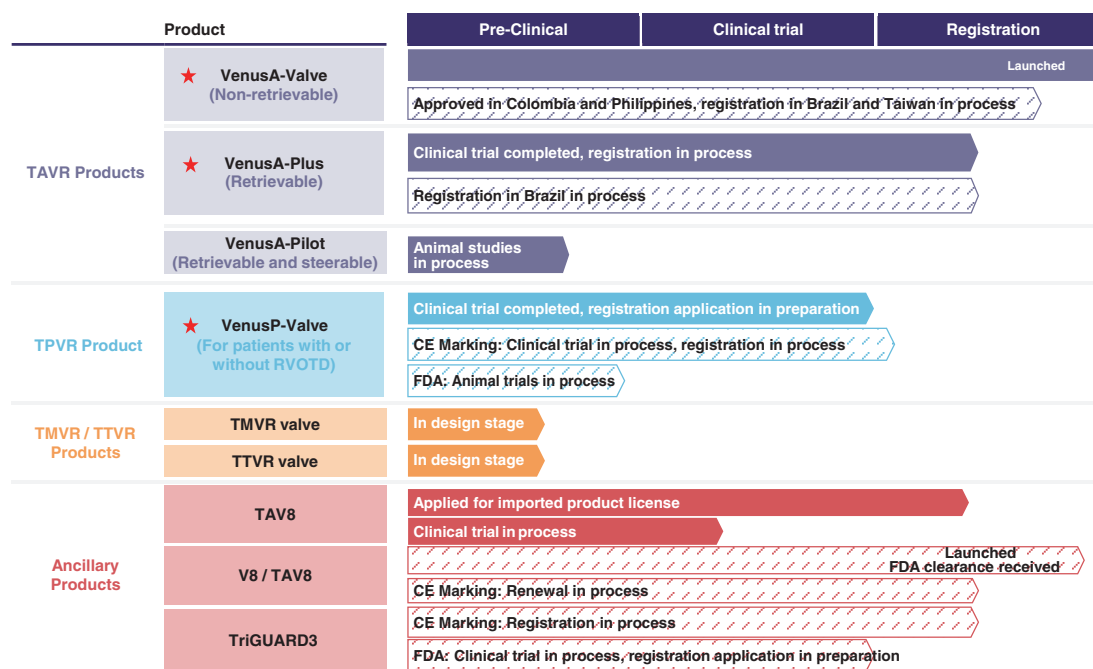 Product
Pre-Clinical
Clinical trial
Registration
TAVR Products
VenusA-Valve
(Non-retrievable)
Launched
Approved in Colombia and Philippines, registration in Brazil and Taiwan in process
VenusA-Plus
(Retrievable)
Clinical trial completed, registration in process
Registration in Brazil in process
VenusA-Pilot
(Retrievable and steerable)
Animal studies
in process
TPVR Product
VenusP-Valve
(For patients with or
without RVOTD)
Clinical trial completed, registration application in preparation
CE Marking: Clinical trial in process, registration in process
FDA: Animal trials in process
TMVR / TTVR
Products
TMVR valve
In design stage
TTVR valve
In design stage
Ancillary
Products
TAV8
Applied for imported product license
Clinical trial in process
V8 / TAV8
Launched
FDA clearance received
CE Marking: Renewal in process
TriGUARD3
CE Marking: Registration in process
FDA: Clinical trial in process, registration application in preparation